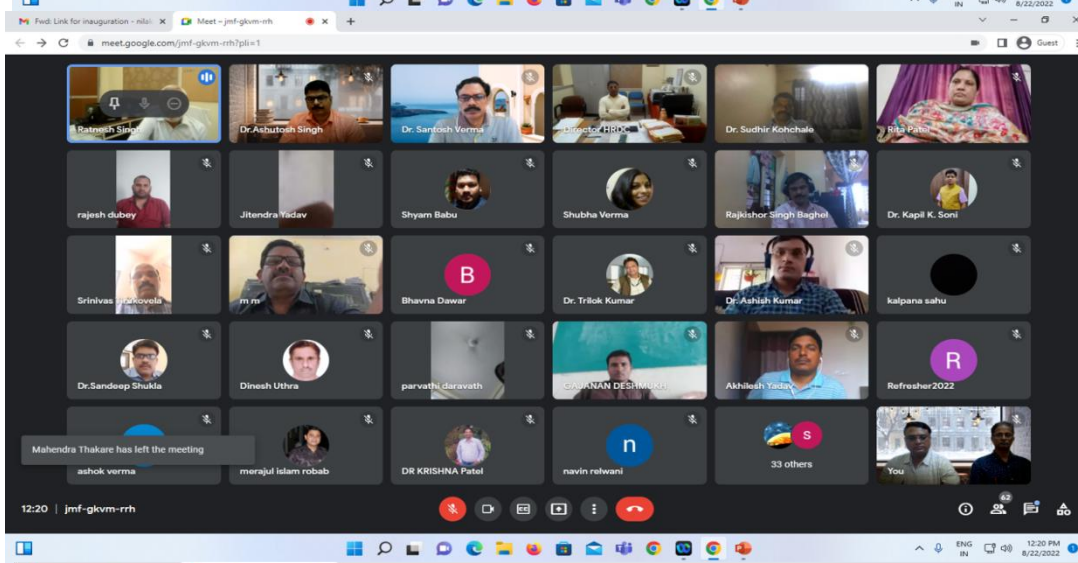 IN
8/22/2022
Fwd: Link for inauguration - nilak
Meet – jmf-gkvm-rrh
meet.google.com/jmf-gkvm-rrh?pli=1
Guest
Ratnesh Singh
Dr.Ashutosh Singh
Dr. Santosh Verma
Director HRDC
Dr. Sudhir Kohchale
Rita Patel
rajesh dubey
Jitendra Yadav
Shyam Babu
Shubha Verma
Rajkishor Singh Baghel
Dr. Kapil K. Soni
Srinivas
m m
B
Bhavna Dawar
Dr. Trilok Kumar
Dr. Ashish Kumar
kalpana sahu
Dr.Sandeep Shukla
Dinesh Uthra
parvathi daravath
GAJANAN DESHMUKH
Akhilesh Yadav
R
Refresher2022
Mahendra Thakare has left the meeting
ashok verma
merajul islam robab
DR KRISHNA Patel
n
navin relwani
s
33 others
You
12:20 | jmf-gkvm-rrh
CC
62
ENG
IN
12:20 PM
8/22/2022